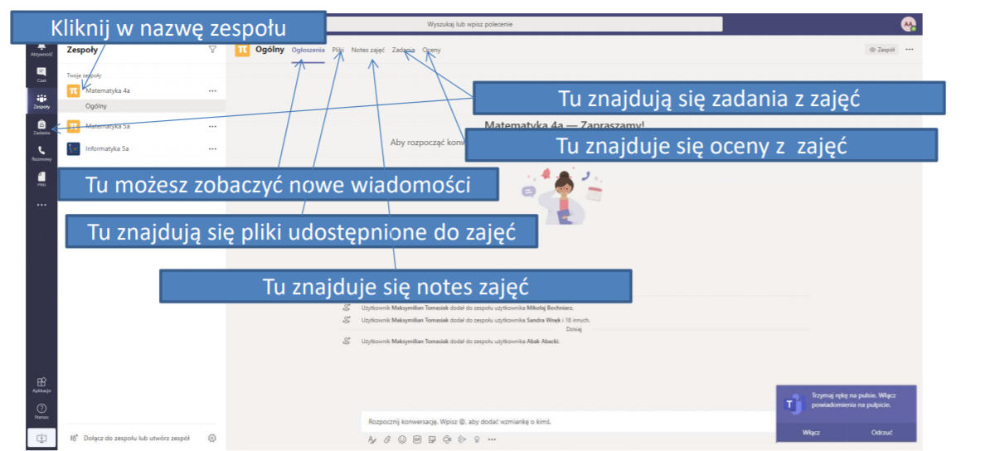 Kliknij w nazwę zespołu
Wyszukaj lub wpisz polecenie
AA
Aktywność
Zespoły
π Ogólny Ogłoszenia Pliki Notes zajęć Zadania Oceny
Zespół
Czat
Twoje zespoły
π Matematyka 4a
Ogólny
Zespoły
Tu znajdują się zadania z zajęć
Zadania
π Matematyka 5a
Matematyka 4a — Zapraszamy!
Aby rozpocząć
Tu znajduje się oceny z zajęć
Rozmowy
Informatyka 5a
Pliki
Tu możesz zobaczyć nowe wiadomości
Tu znajdują się pliki udostępnione do zajęć
Tu znajduje się notes zajęć
Użytkownik Maksymilian Tomasiak dodał do zespołu użytkownika Mikołaj Bochniarz.
Użytkownik Maksymilian Tomasiak dodał do zespołu użytkownika Sandra Wnęk i 18 innych.
Dzisiaj
Użytkownik Maksymilian Tomasiak dodał do zespołu użytkownika Abak Abacki.
Aplikacje
Pomoc
Trzymaj rękę na pulsie. Włącz
powiadomienia na pulpicie.
Włącz Odrzuć
Rozpocznij konwersację. Wpisz @, aby dodać wzmiankę o kimś.
Dołącz do zespołu lub utwórz zespół
GIF